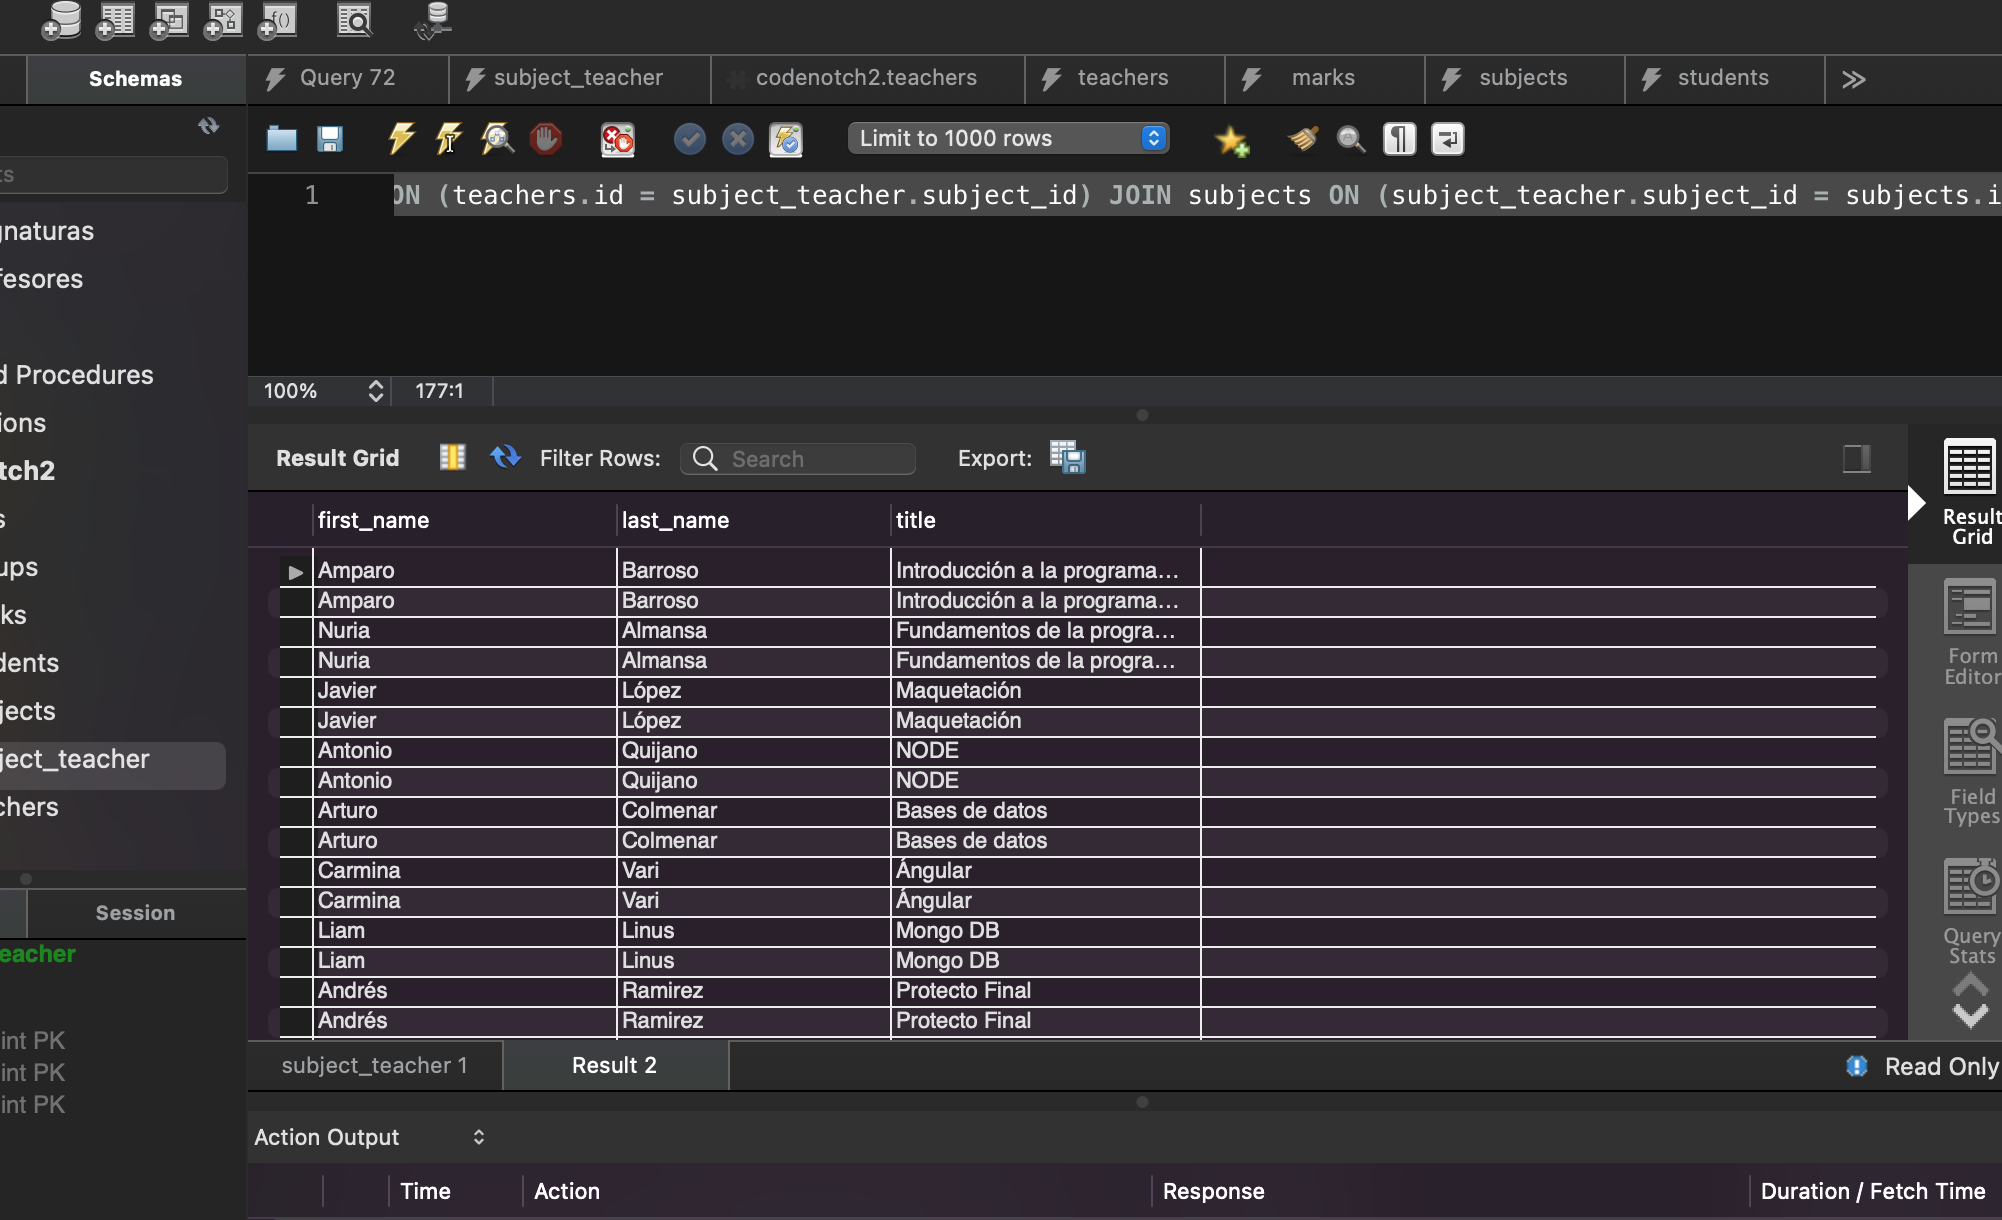 Schemas
Query 72
subject_teacher
codenotch2.teachers
teachers
marks
subjects
students
Limit to 1000 rows
ts
1
ON (teachers.id = subject_teacher.subject_id) JOIN subjects ON (subject_teacher.subject_id = subjects.i
gnaturas
fesores
d Procedures
ions
tch2
s
ups
ks
dents
jects
ject_teacher
chers
100%
177:1
Result Grid
Filter Rows:
Search
Export:
first_name last_name title
Amparo Barroso Introducción a la programa...
Amparo Barroso Introducción a la programa...
Nuria Almansa Fundamentos de la progra...
Nuria Almansa Fundamentos de la progra...
Javier López Maquetación
Javier López Maquetación
Antonio Quijano NODE
Antonio Quijano NODE
Arturo Colmenar Bases de datos
Arturo Colmenar Bases de datos
Carmina Vari Ángular
Carmina Vari Ángular
Liam Linus Mongo DB
Liam Linus Mongo DB
Andrés Ramirez Protecto Final
Andrés Ramirez Protecto Final
Result
Grid
Form
Editor
Field
Types
Query
Stats
Session
eacher
int PK
int PK
int PK
subject_teacher 1
Result 2
Read Only
Action Output
Time Action Response Duration / Fetch Time